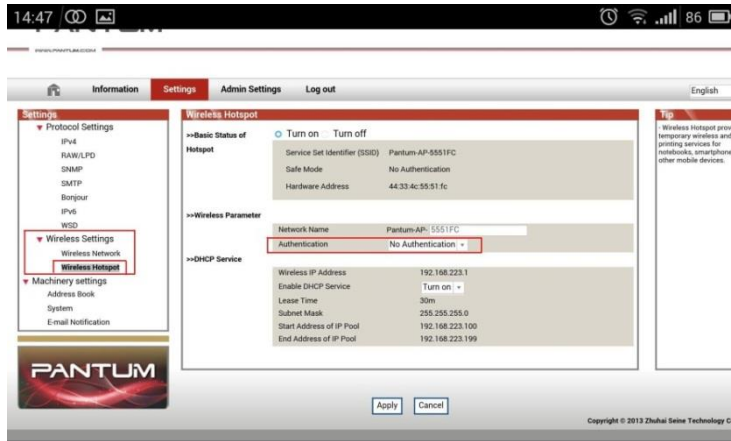 14:47 86
PANTUM
Information Settings Admin Settings Log out English
Settings
Protocol Settings
IPv4
RAW/LPD
SNMP
SMTP
Bonjour
IPv6
WSD
Wireless Settings
Wireless Network
Wireless Hotspot
Machinery settings
Address Book
System
E-mail Notification
PANTUM
Wireless Hotspot
>>Basic Status of Hotspot
Turn on Turn off
Service Set Identifier (SSID) Pantum-AP-5551FC
Safe Mode No Authentication
Hardware Address 44:33:4c:55:51:fc
>>Wireless Parameter
Network Name Pantum-AP- 5551FC
Authentication No Authentication
>>DHCP Service
Wireless IP Address 192.168.223.1
Enable DHCP Service Turn on
Lease Time 30m
Subnet Mask 255.255.255.0
Start Address of IP Pool 192.168.223.100
End Address of IP Pool 192.168.223.199
Apply Cancel
Tip
- Wireless Hotspot prov
temporary wireless and
printing services for
notebooks, smartphone
other mobile devices.
Copyright © 2013 Zhuhai Seine Technology C